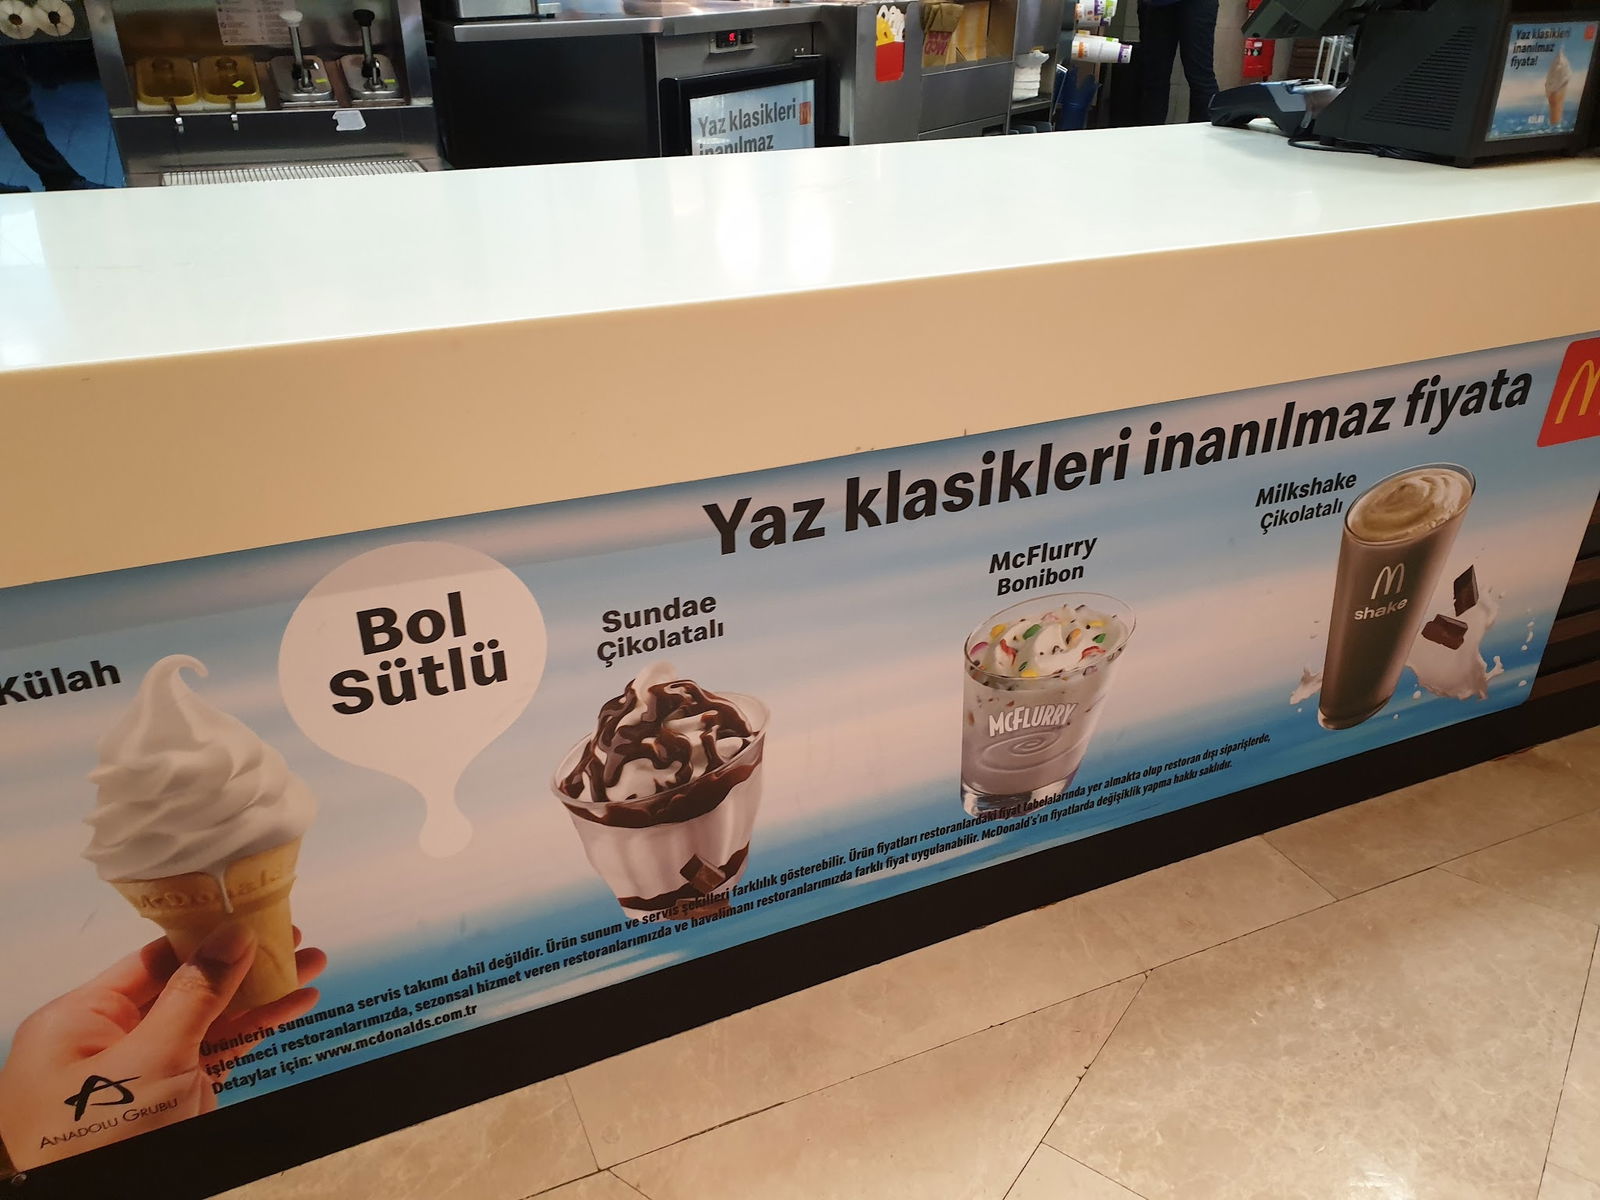 Yaz klasikleri
inanılmaz
Yaz klasikleri
inanılmaz
fiyata!
KÜLAH
Yaz klasikleri inanılmaz fiyata
Külah
Bol
Sütlü
Sundae
Çikolatalı
McFlurry
Bonibon
MCFLURRY
Milkshake
Çikolatalı
shake
McDonald's
Ürünlerin sunumuna servis takımı dahil değildir. Ürün sunum ve servis şekilleri farklılık gösterebilir. Ürün fiyatları restoranlardaki fiyat tabelalarında yer almakta olup restoran dışı siparişlerde,
işletmeci restoranlarımızda, sezonsal hizmet veren restoranlarımızda ve havalimanı restoranlarımızda farklı fiyat uygulanabilir. McDonald's'ın fiyatlarda değişiklik yapma hakkı saklıdır.
Detaylar için: www.mcdonalds.com.tr
ANADOLU GRUBU